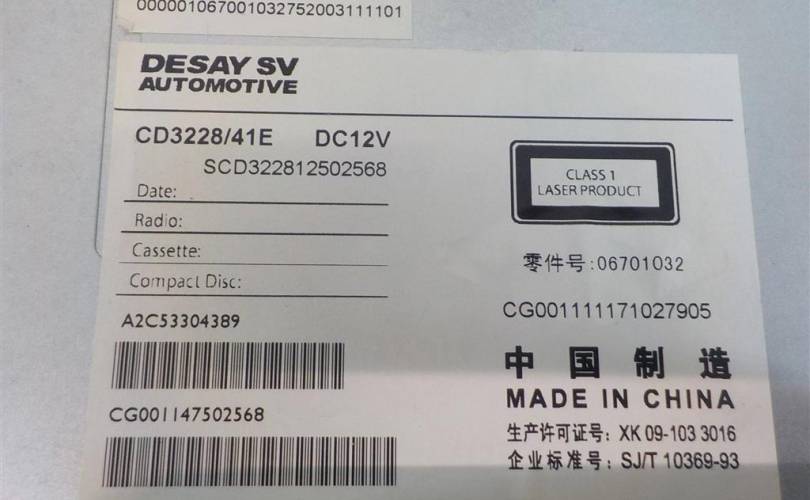 000001067001032752003111101
DESAY SV
AUTOMOTIVE
CD3228/41E DC12V
SCD322812502568
Date:
Radio:
Cassette:
Compact Disc:
A2C53304389
CG001147502568
CLASS 1
LASER PRODUCT
零件号:06701032
CG001111171027905
中国制造
MADE IN CHINA
生产许可证号: XK 09-103 3016
企业标准号: SJ/T 10369-93